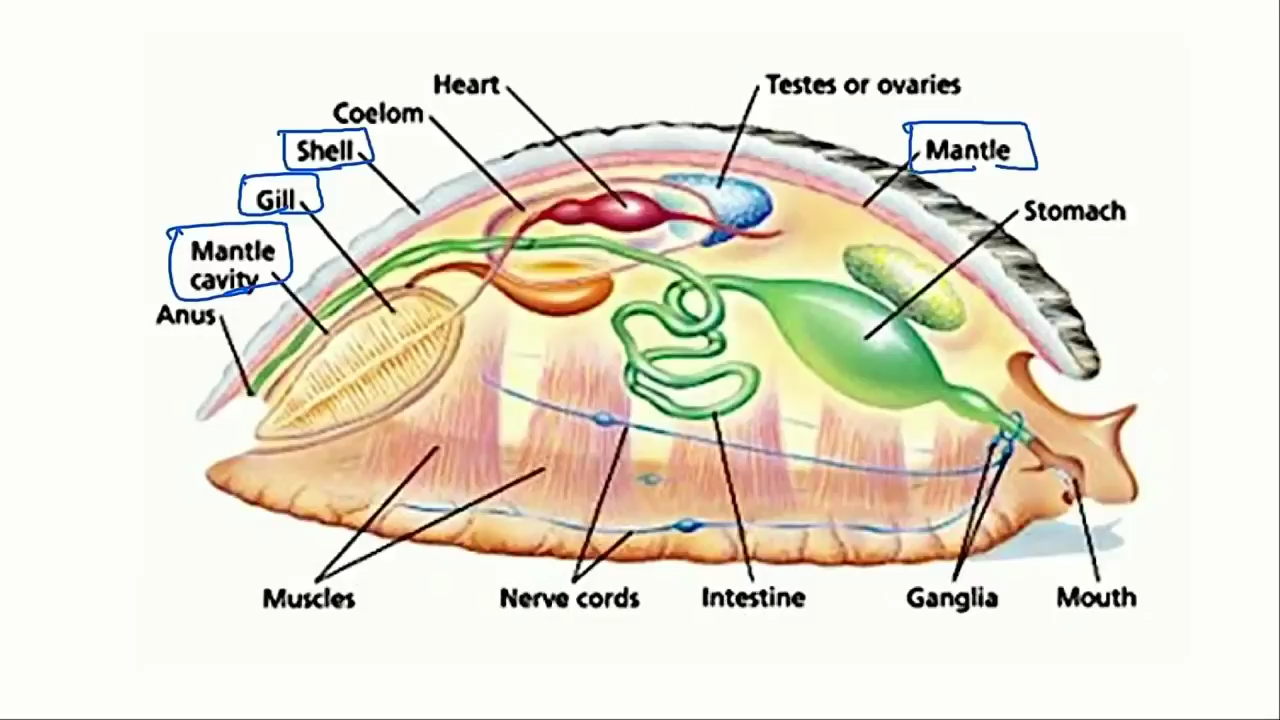 Heart
Testes or ovaries
Coelom
Shell
Mantle
Gill
Stomach
Mantle
cavity
Anus
Muscles
Nerve cords
Intestine
Ganglia
Mouth